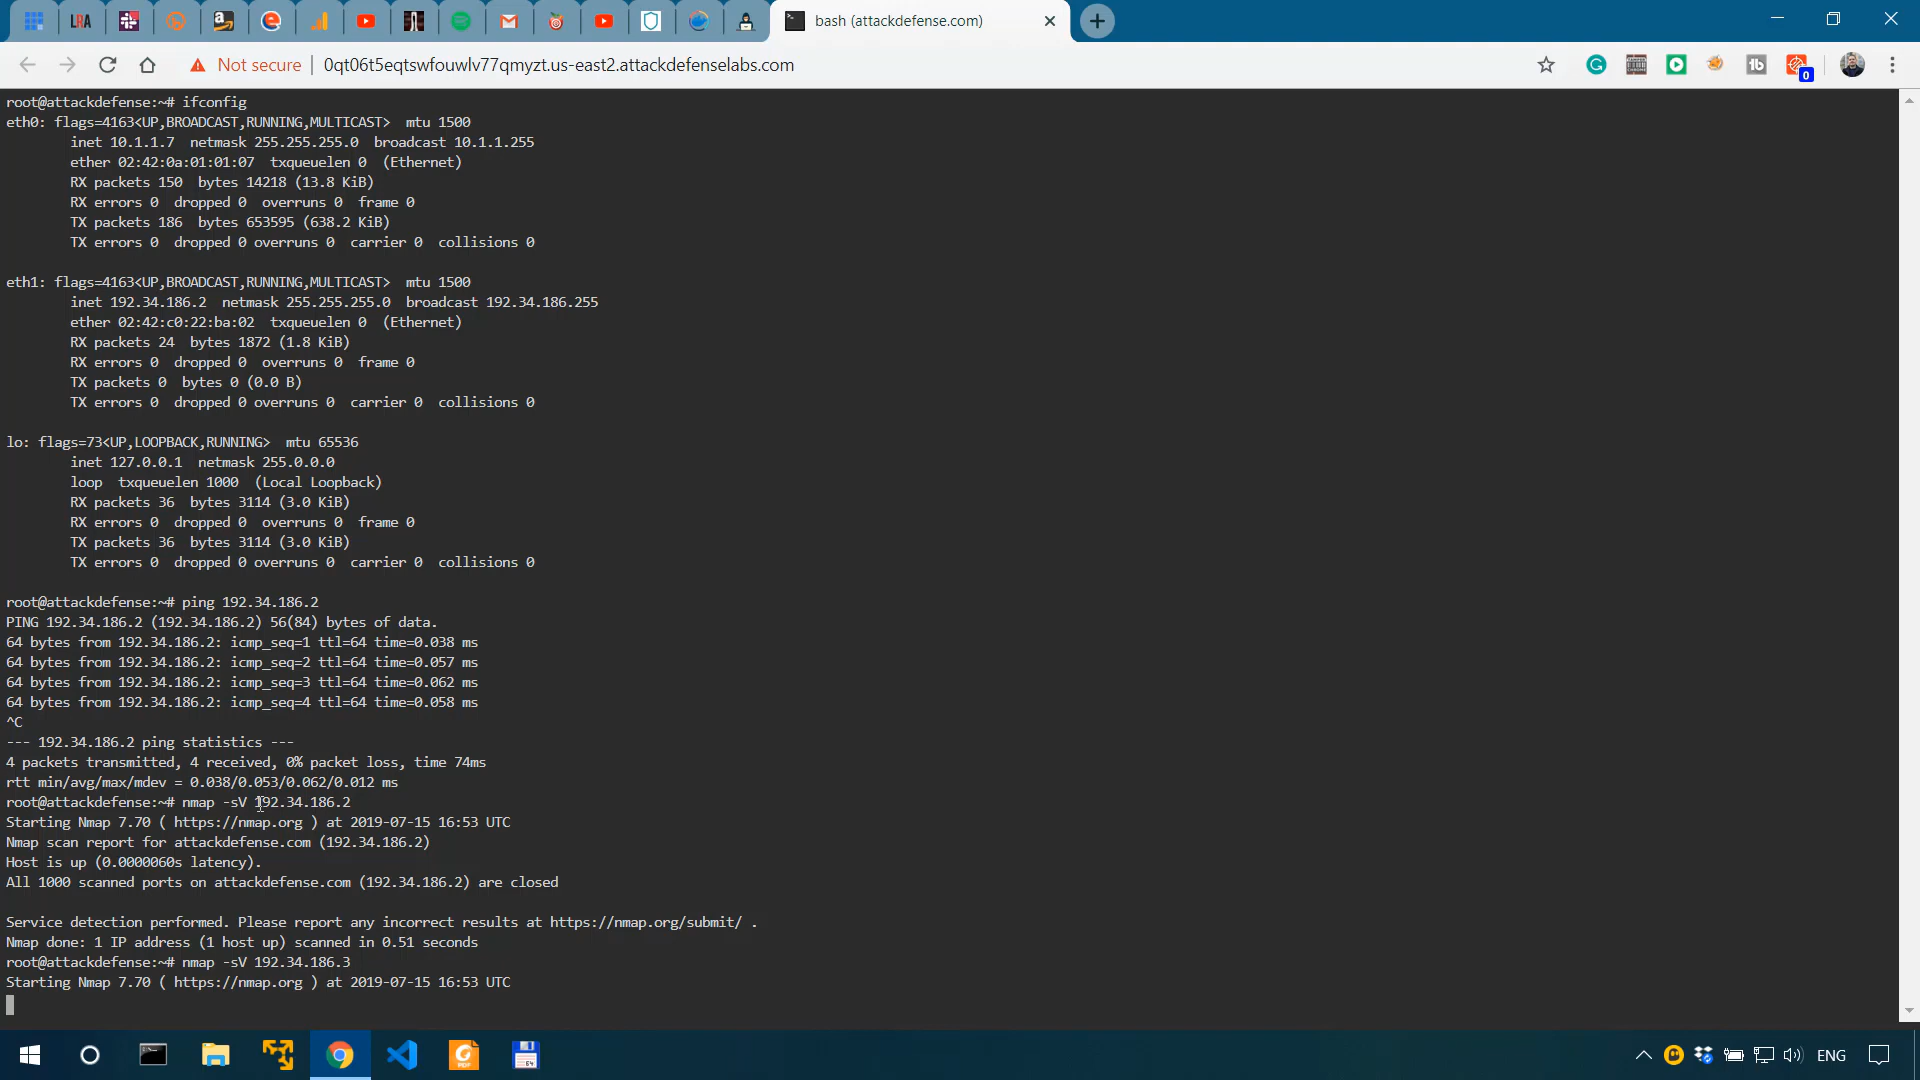 LRA
bash (attackdefense.com)
Not secure
0qt06t5eqtswfouwlv77qmyzt.us-east2.attackdefenselabs.com
0
root@attackdefense:~# ifconfig
eth0: flags=4163<UP,BROADCAST,RUNNING,MULTICAST>  mtu 1500
        inet 10.1.1.7  netmask 255.255.255.0  broadcast 10.1.1.255
        ether 02:42:0a:01:01:07  txqueuelen 0  (Ethernet)
        RX packets 150  bytes 14218 (13.8 KiB)
        RX errors 0  dropped 0  overruns 0  frame 0
        TX packets 186  bytes 653595 (638.2 KiB)
        TX errors 0  dropped 0 overruns 0  carrier 0  collisions 0
eth1: flags=4163<UP,BROADCAST,RUNNING,MULTICAST>  mtu 1500
        inet 192.34.186.2  netmask 255.255.255.0  broadcast 192.34.186.255
        ether 02:42:c0:22:ba:02  txqueuelen 0  (Ethernet)
        RX packets 24  bytes 1872 (1.8 KiB)
        RX errors 0  dropped 0  overruns 0  frame 0
        TX packets 0  bytes 0 (0.0 B)
        TX errors 0  dropped 0 overruns 0  carrier 0  collisions 0
lo: flags=73<UP,LOOPBACK,RUNNING>  mtu 65536
        inet 127.0.0.1  netmask 255.0.0.0
        loop  txqueuelen 1000  (Local Loopback)
        RX packets 36  bytes 3114 (3.0 KiB)
        RX errors 0  dropped 0  overruns 0  frame 0
        TX packets 36  bytes 3114 (3.0 KiB)
        TX errors 0  dropped 0 overruns 0  carrier 0  collisions 0
root@attackdefense:~# ping 192.34.186.2
PING 192.34.186.2 (192.34.186.2) 56(84) bytes of data.
64 bytes from 192.34.186.2: icmp_seq=1 ttl=64 time=0.038 ms
64 bytes from 192.34.186.2: icmp_seq=2 ttl=64 time=0.057 ms
64 bytes from 192.34.186.2: icmp_seq=3 ttl=64 time=0.062 ms
64 bytes from 192.34.186.2: icmp_seq=4 ttl=64 time=0.058 ms
^C
--- 192.34.186.2 ping statistics ---
4 packets transmitted, 4 received, 0% packet loss, time 74ms
rtt min/avg/max/mdev = 0.038/0.053/0.062/0.012 ms
root@attackdefense:~# nmap -sV 192.34.186.2
Starting Nmap 7.70 ( https://nmap.org ) at 2019-07-15 16:53 UTC
Nmap scan report for attackdefense.com (192.34.186.2)
Host is up (0.0000060s latency).
All 1000 scanned ports on attackdefense.com (192.34.186.2) are closed
Service detection performed. Please report any incorrect results at https://nmap.org/submit/ .
Nmap done: 1 IP address (1 host up) scanned in 0.51 seconds
root@attackdefense:~# nmap -sV 192.34.186.3
Starting Nmap 7.70 ( https://nmap.org ) at 2019-07-15 16:53 UTC
ENG